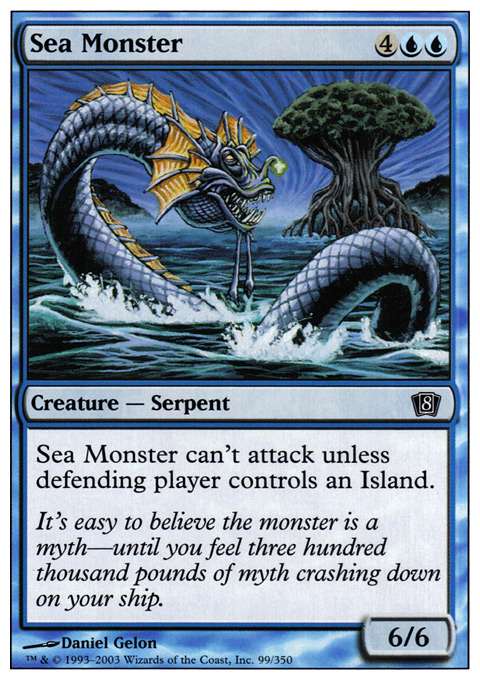 Sea Monster 4
Creature — Serpent 8
Sea Monster can't attack unless
defending player controls an Island.
It's easy to believe the monster is a
myth—until you feel three hundred
thousand pounds of myth crashing down
on your ship.
Daniel Gelon
6/6
™ & © 1993–2003 Wizards of the Coast, Inc. 99/350